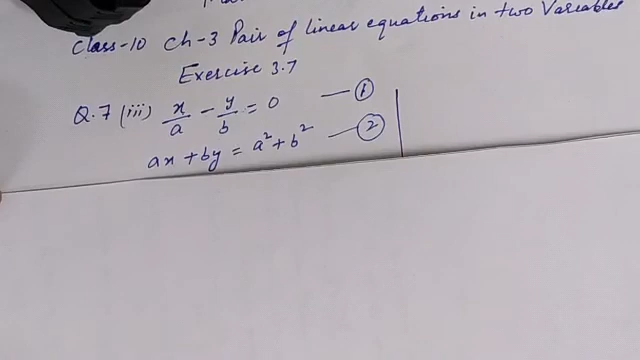 Class-10 Ch-3 Pair of linear equations in two Variables
Exercise 3.7
Q.7 (iii) x/a - y/b = 0 — ①
ax + by = a² + b² — ②